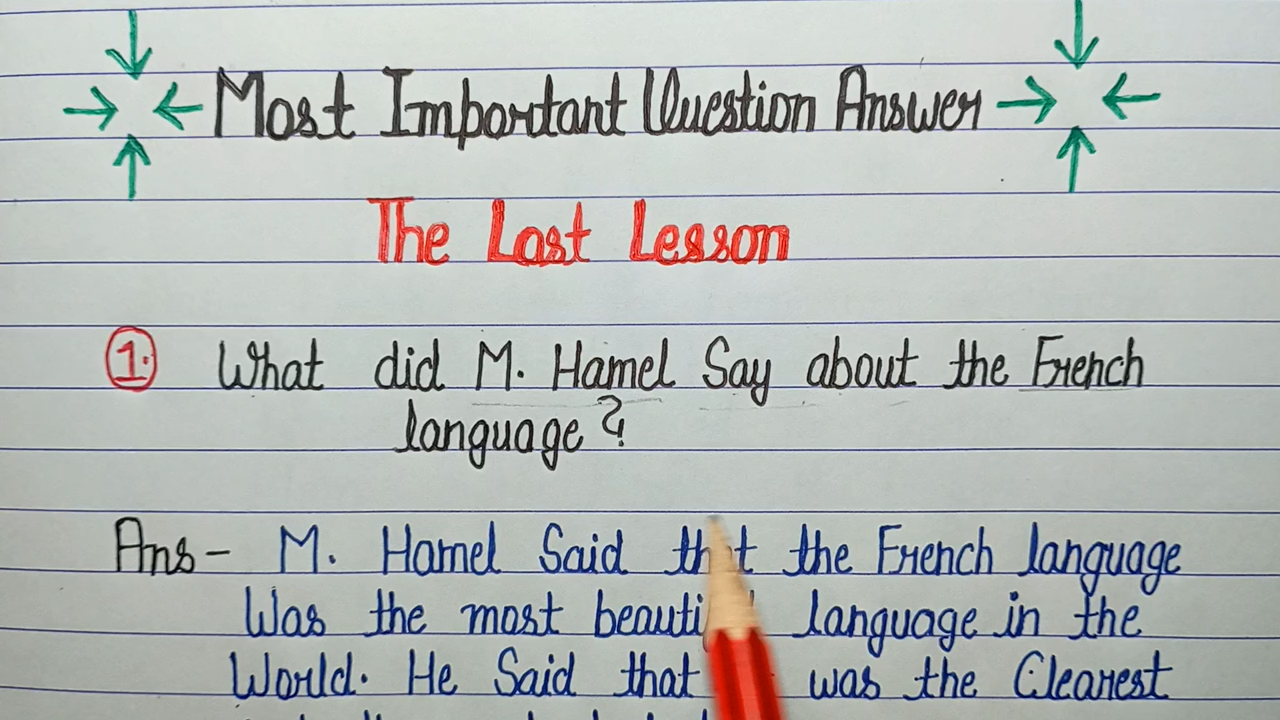 Most Important Question Answer
The Last Lesson
1. What did M. Hamel Say about the French
language?
Ans- M. Hamel Said that the French language
Was the most language in the
World. He Said that was the Clearest